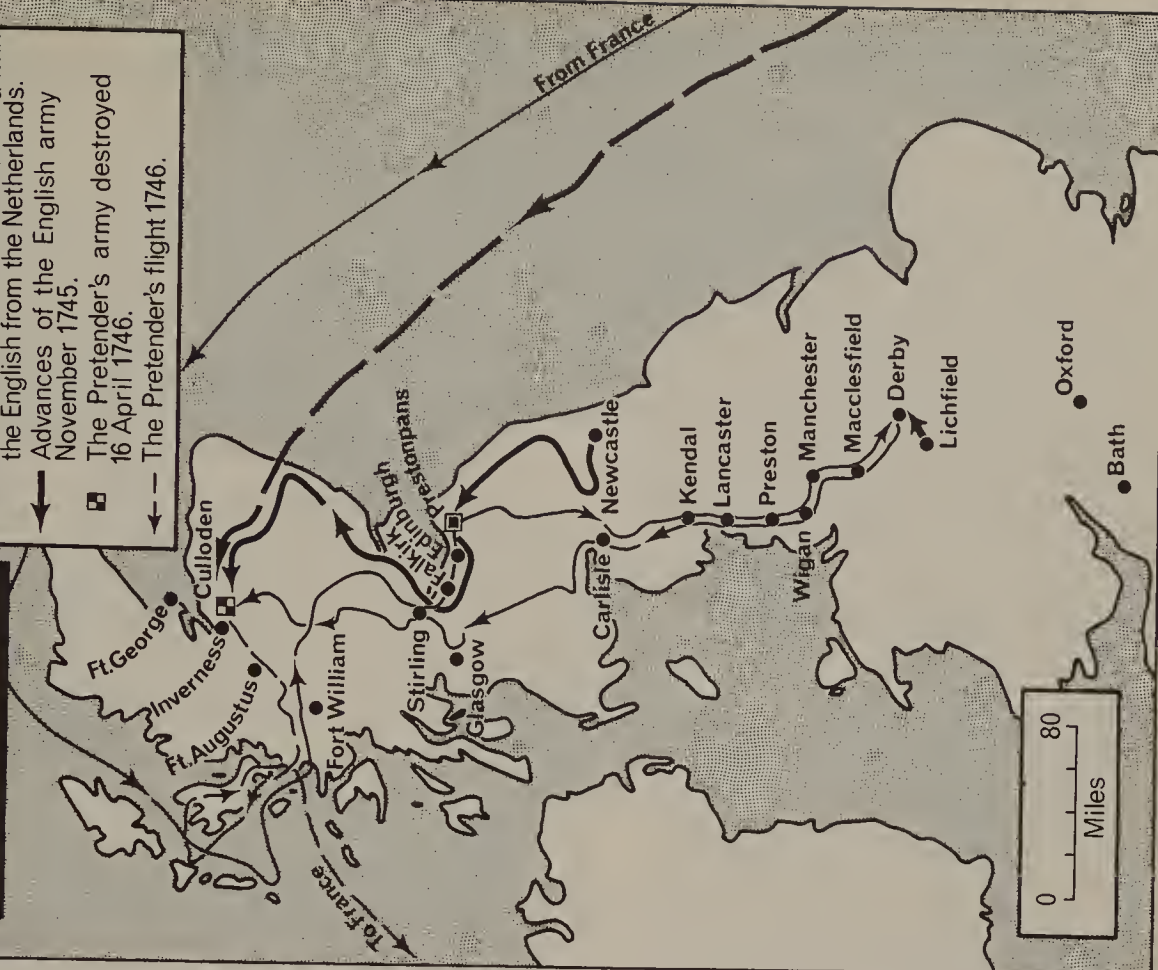 the English from the Netherlands.
Advances of the English army
November 1745.
The Pretender's army destroyed
16 April 1746.
The Pretender's flight 1746.
From France
Culloden
Ft.George
Inverness
Ft.Augustus
Fort William
Stirling
Falkirk
Edinburgh
Prestonpans
Glasgow
Newcastle
Carlisle
Kendal
Lancaster
Preston
Wigan
Manchester
Macclesfield
Derby
Lichfield
Oxford
Bath
To France
0 80
Miles